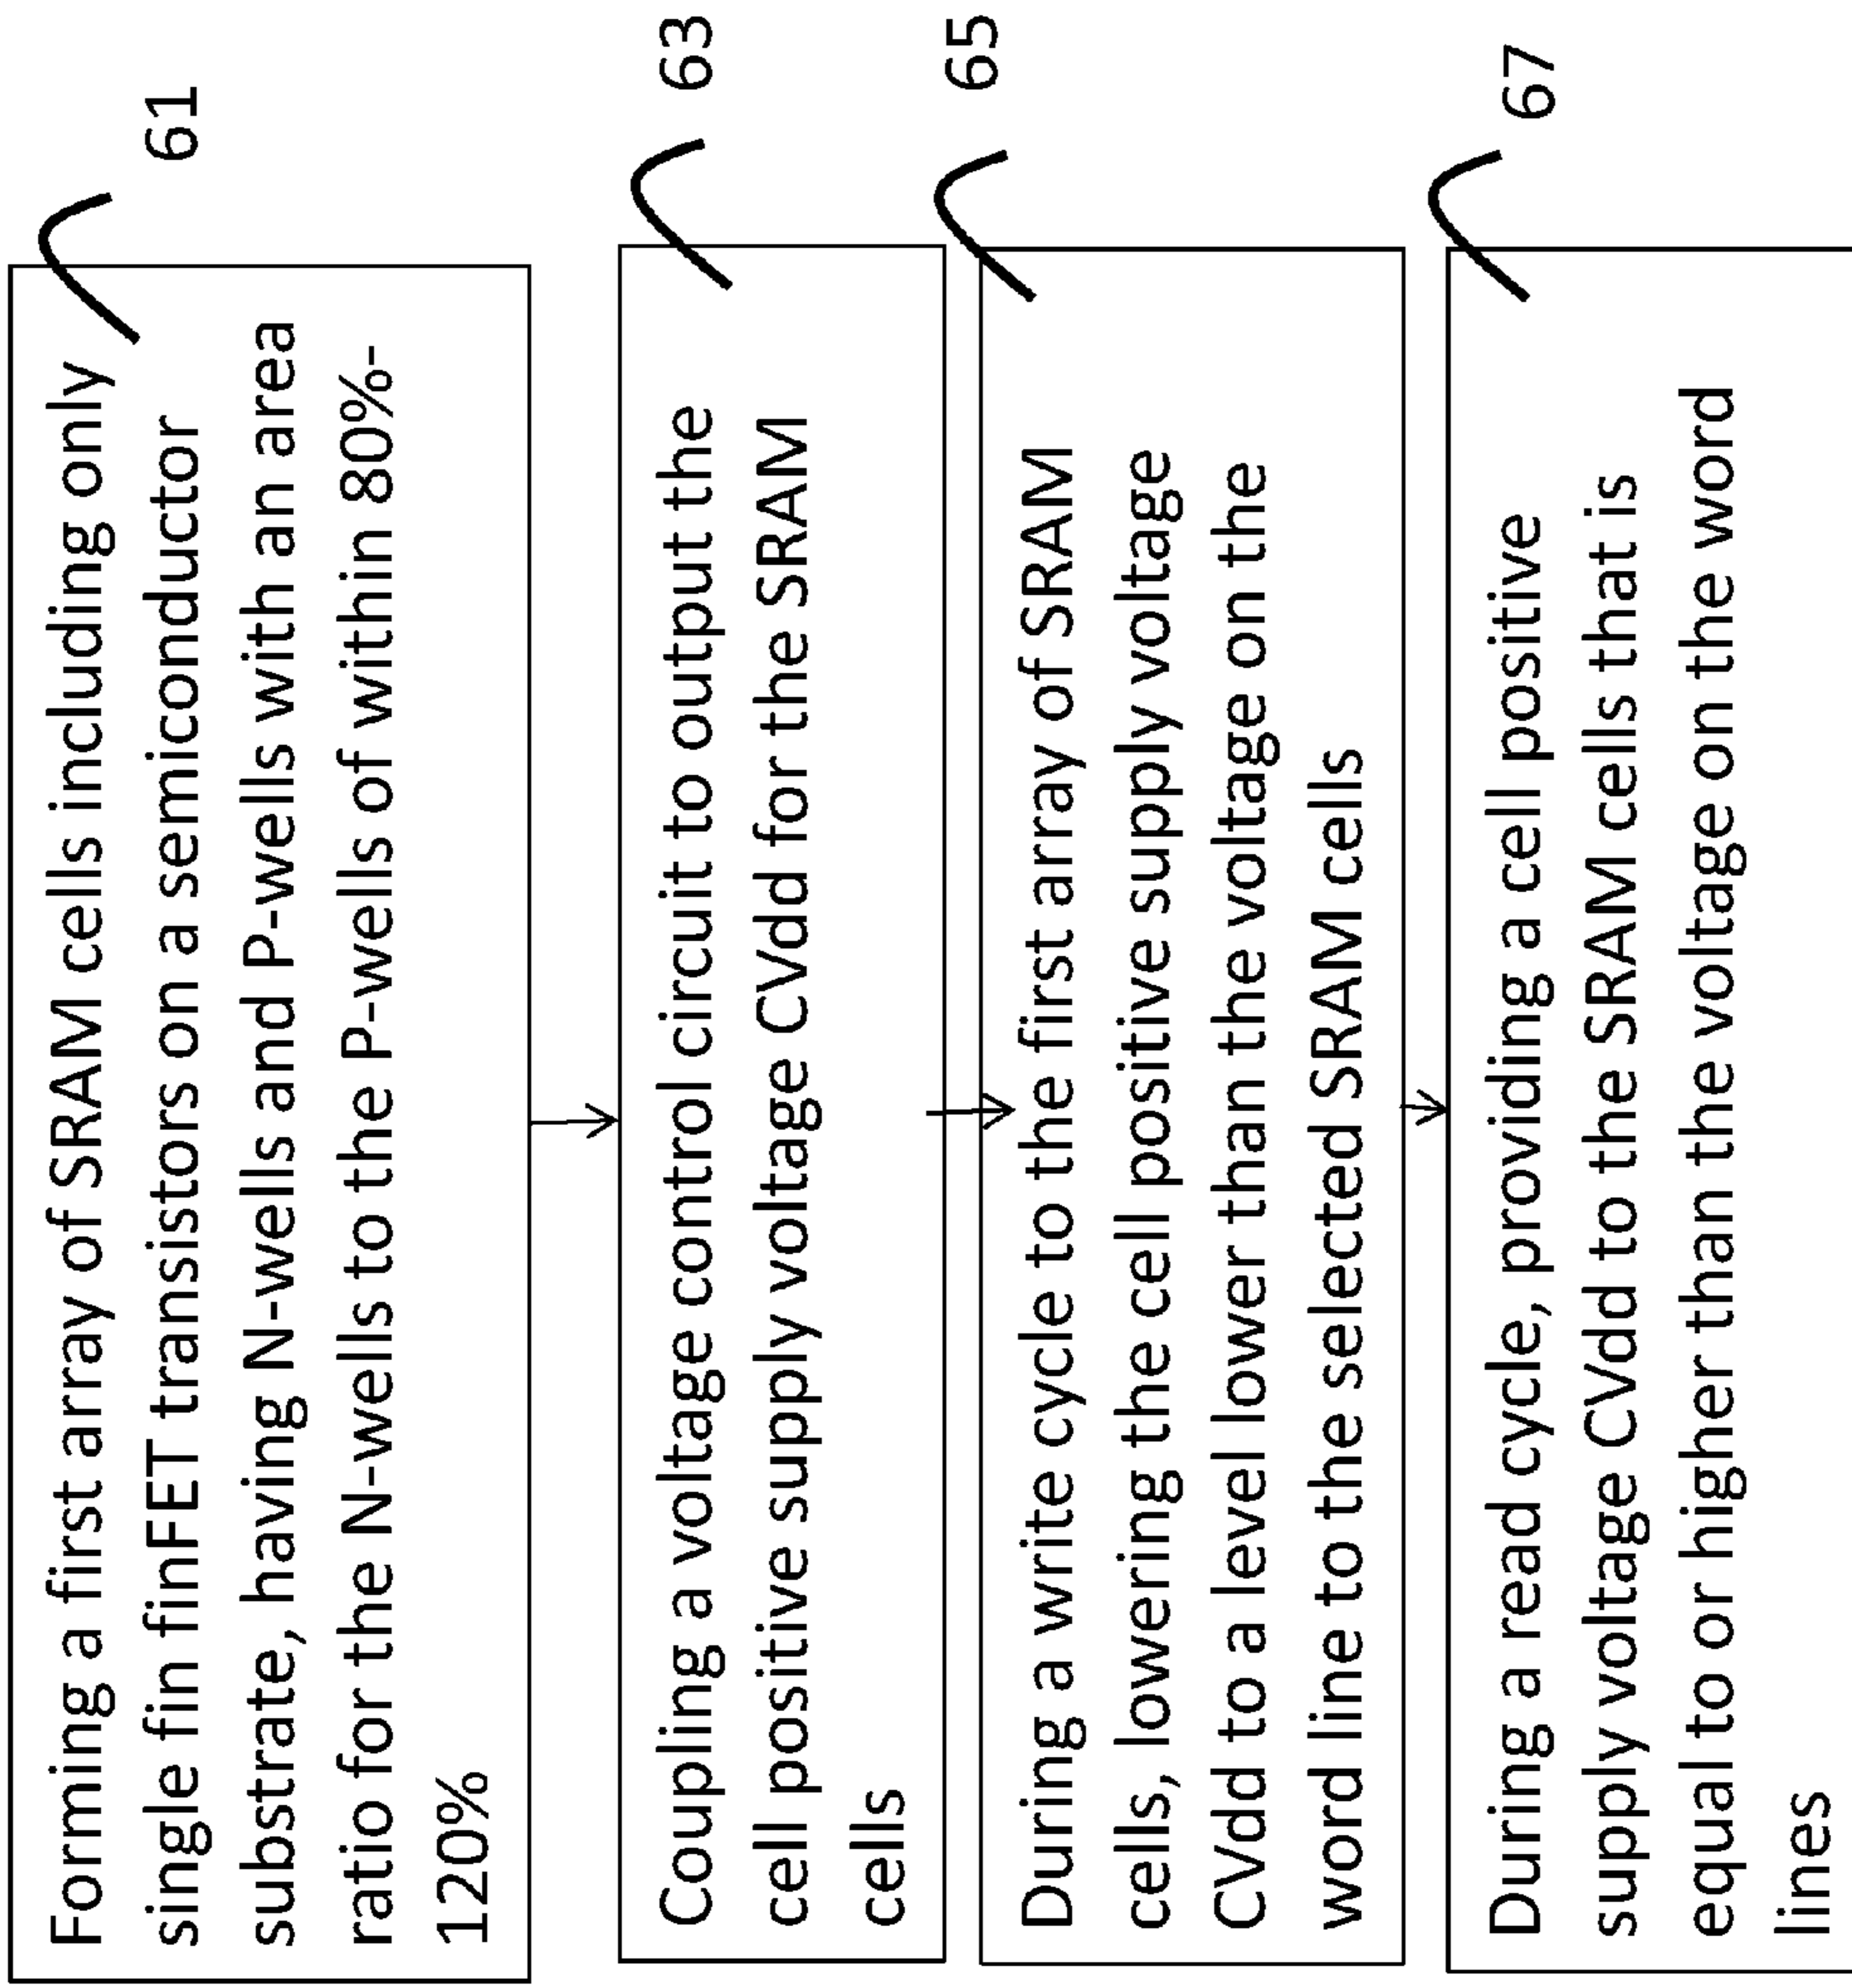 Forming a first array of SRAM cells including only
single fin finFET transistors on a semiconductor
substrate, having N-wells and P-wells with an area
ratio for the N-wells to the P-wells of within 80%-
120%
61
Coupling a voltage control circuit to output the
cell positive supply voltage CVdd for the SRAM
cells
63
During a write cycle to the first array of SRAM
cells, lowering the cell positive supply voltage
CVdd to a level lower than the voltage on the
word line to the selected SRAM cells
65
During a read cycle, providing a cell positive
supply voltage CVdd to the SRAM cells that is
equal to or higher than the voltage on the word
lines
67